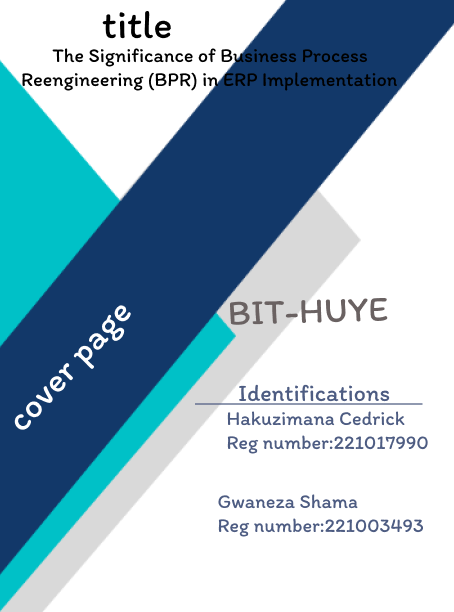 title
The Significance of Business Process
Reengineering (BPR) in ERP Implementation
cover page
BIT-HUYE
Identifications
Hakuzimana Cedrick
Reg number:221017990
Gwaneza Shama
Reg number:221003493